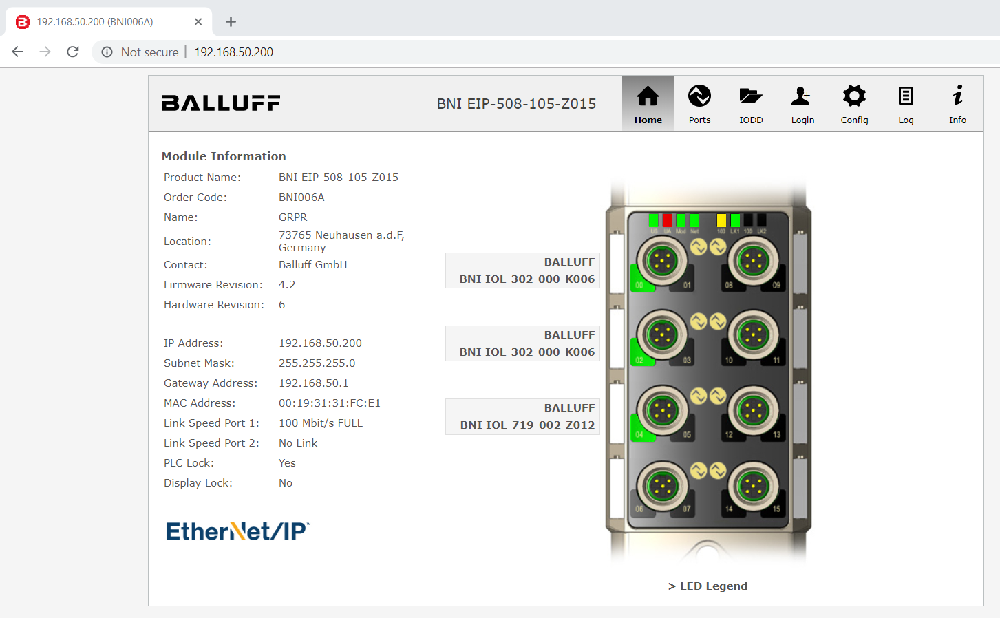 192.168.50.200 (BNI006A)
Not secure | 192.168.50.200
BALLUFF
BNI EIP-508-105-Z015
Home
Ports
IODD
Login
Config
Log
Info
Module Information
Product Name: BNI EIP-508-105-Z015
Order Code: BNI006A
Name: GRPR
Location: 73765 Neuhausen a.d.F,
Germany
Contact: Balluff GmbH
Firmware Revision: 4.2
Hardware Revision: 6
IP Address: 192.168.50.200
Subnet Mask: 255.255.255.0
Gateway Address: 192.168.50.1
MAC Address: 00:19:31:31:FC:E1
Link Speed Port 1: 100 Mbit/s FULL
Link Speed Port 2: No Link
PLC Lock: Yes
Display Lock: No
EtherNet/IP™
BALLUFF
BNI IOL-302-000-K006
BALLUFF
BNI IOL-302-000-K006
BALLUFF
BNI IOL-719-002-Z012
US UA Mod Net 100 LK1 100 LK2
00 01 08 09
02 03 10 11
04 05 12 13
06 07 14 15
> LED Legend